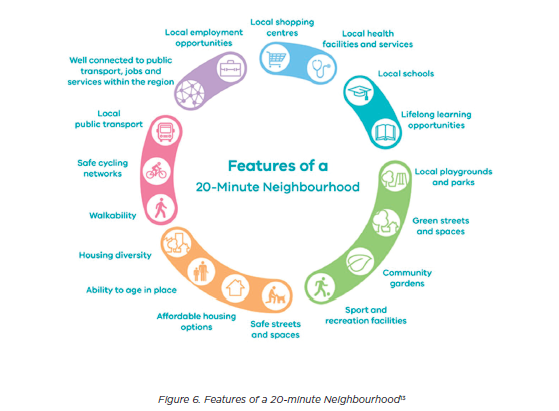 Local shopping
centres
Local health
facilities and services
Local schools
Lifelong learning
opportunities
Local playgrounds
and parks
Green streets
and spaces
Community
gardens
Sport and
recreation facilities
Safe streets
and spaces
Affordable housing
options
Ability to age in place
Housing diversity
Walkability
Safe cycling
networks
Local
public transport
Well connected to public
transport, jobs and
services within the region
Local employment
opportunities
Features of a
20-Minute Neighbourhood
Figure 6. Features of a 20-minute Neighbourhood¹³